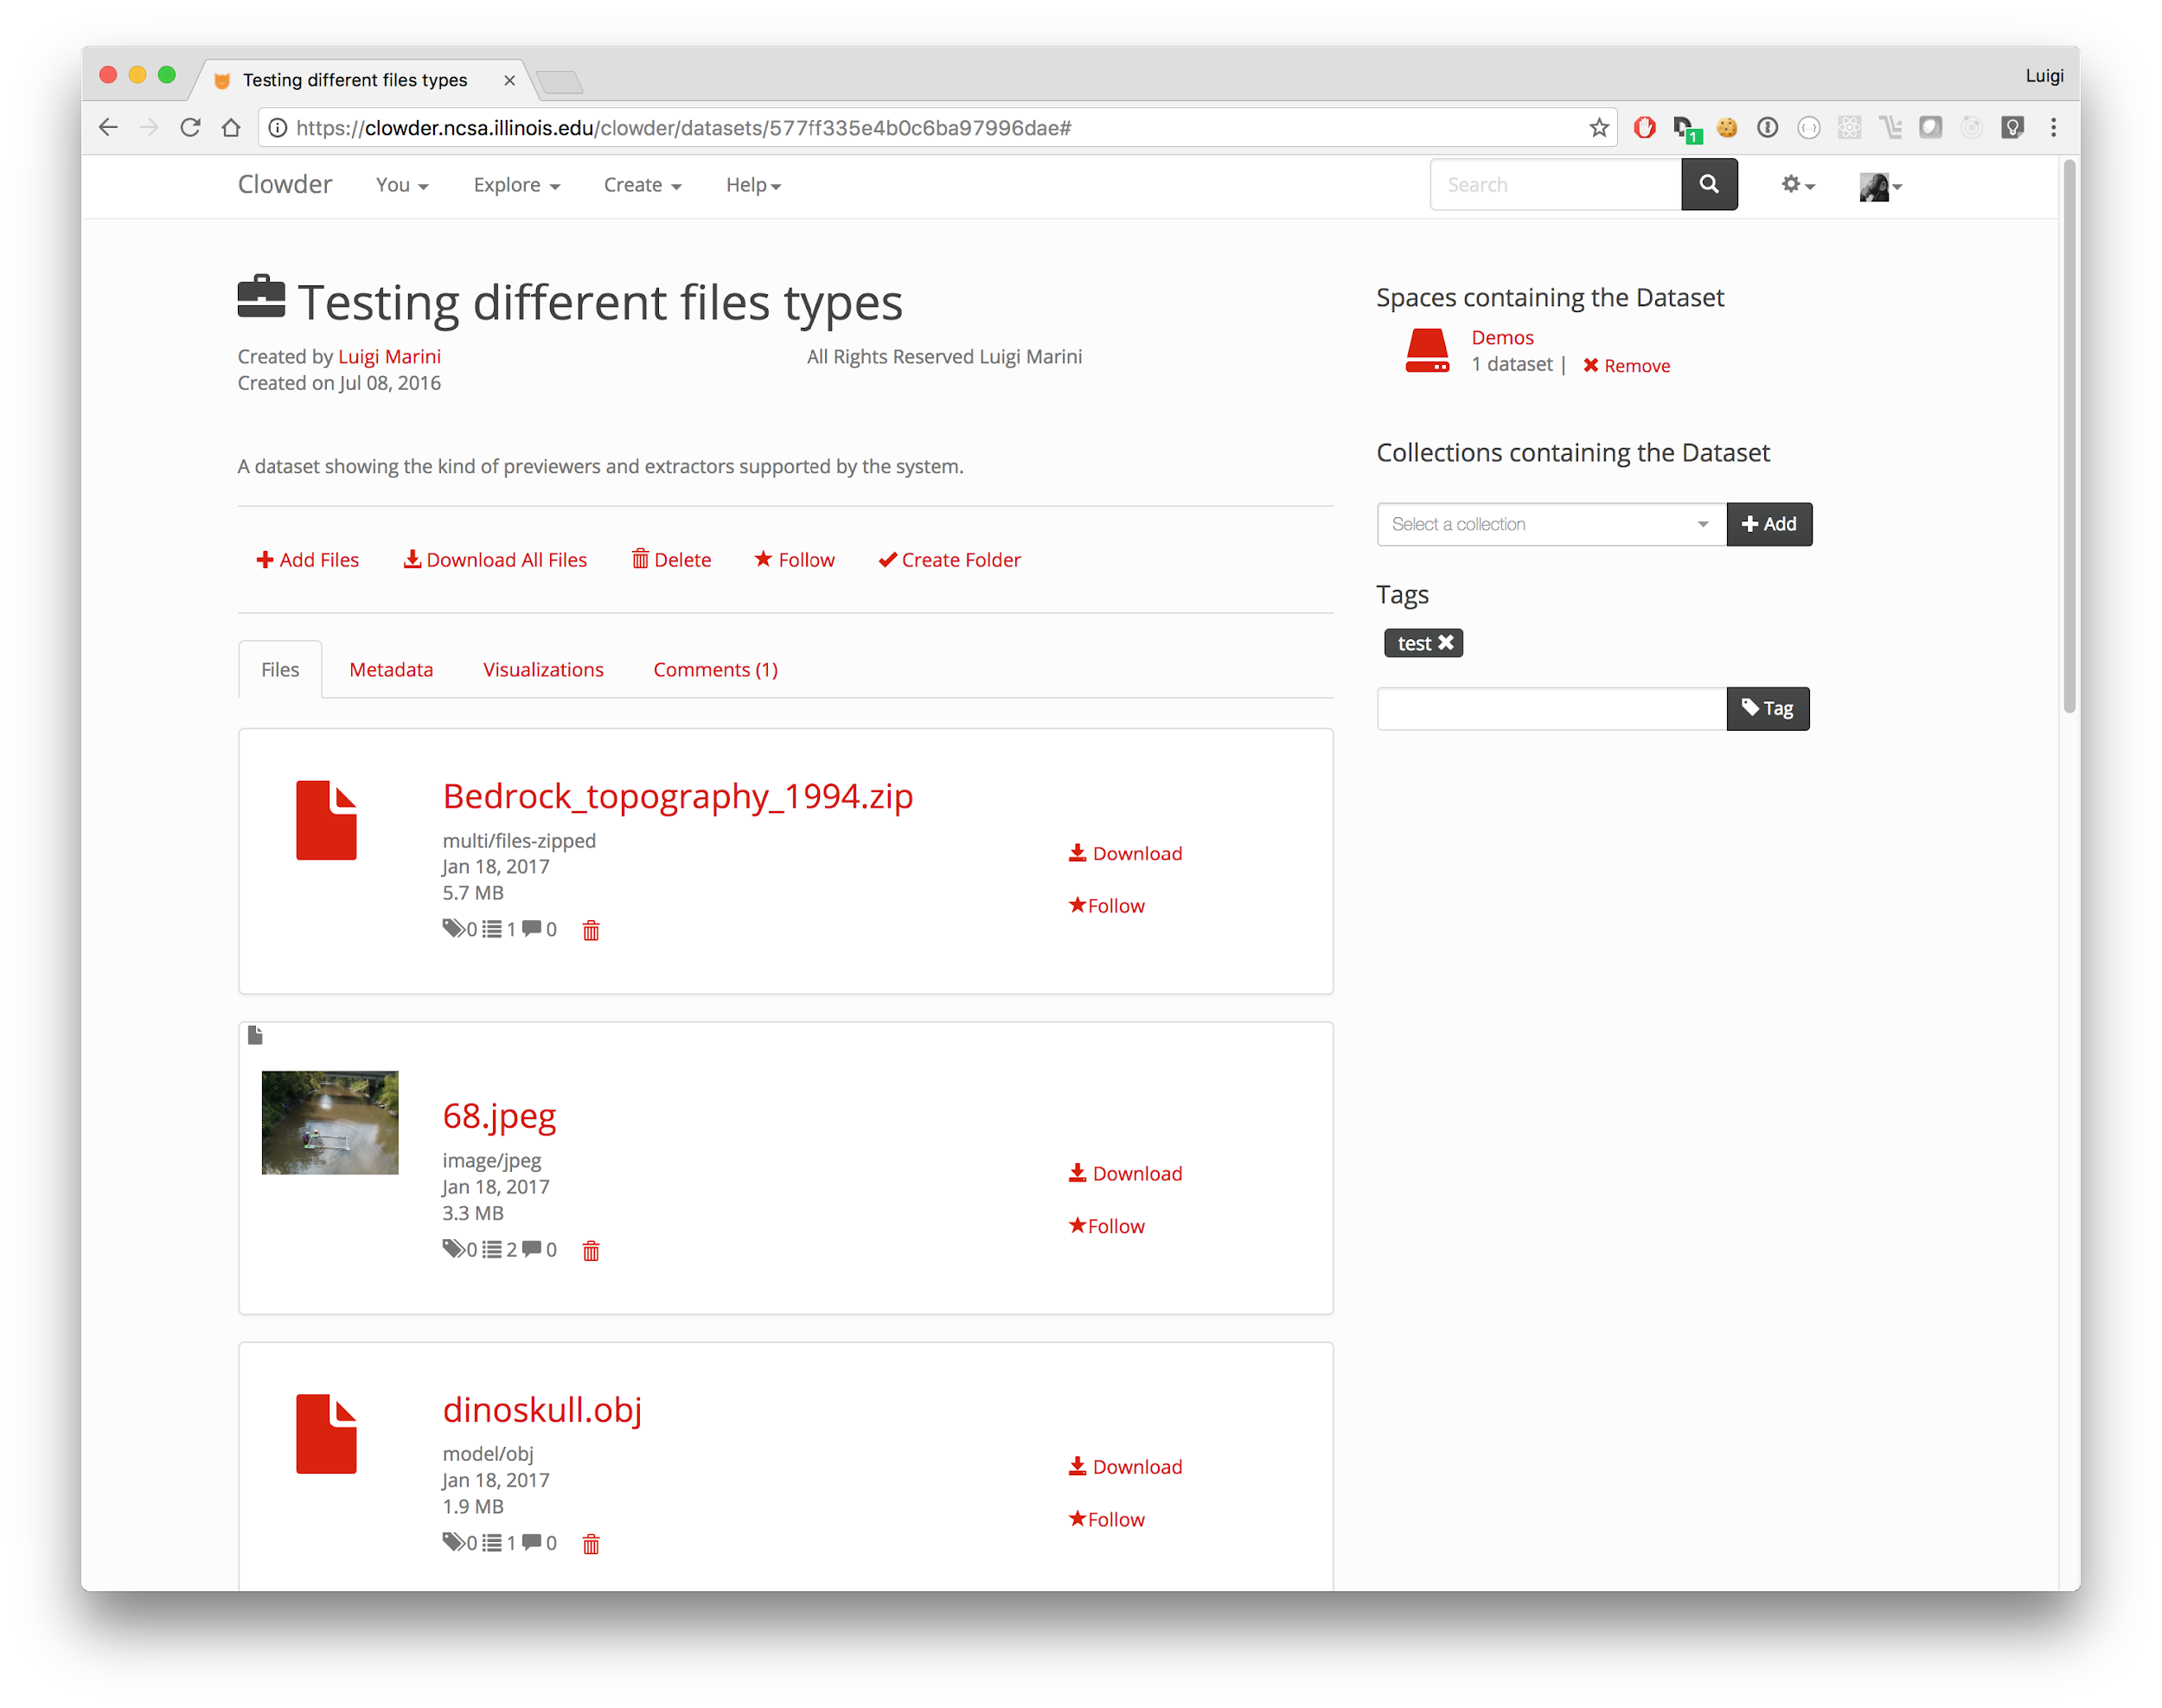 Testing different files types
Luigi
https://clowder.ncsa.illinois.edu/clowder/datasets/577ff335e4b0c6ba97996dae#
1
Clowder You Explore Create Help Search
Testing different files types
Created by Luigi Marini All Rights Reserved Luigi Marini
Created on Jul 08, 2016
A dataset showing the kind of previewers and extractors supported by the system.
Add Files Download All Files Delete Follow Create Folder
Files Metadata Visualizations Comments (1)
Bedrock_topography_1994.zip
multi/files-zipped
Jan 18, 2017
5.7 MB
0 1 0
Download
Follow
68.jpeg
image/jpeg
Jan 18, 2017
3.3 MB
0 2 0
Download
Follow
dinoskull.obj
model/obj
Jan 18, 2017
1.9 MB
0 1 0
Download
Follow
Spaces containing the Dataset
Demos
1 dataset | Remove
Collections containing the Dataset
Select a collection Add
Tags
test
Tag